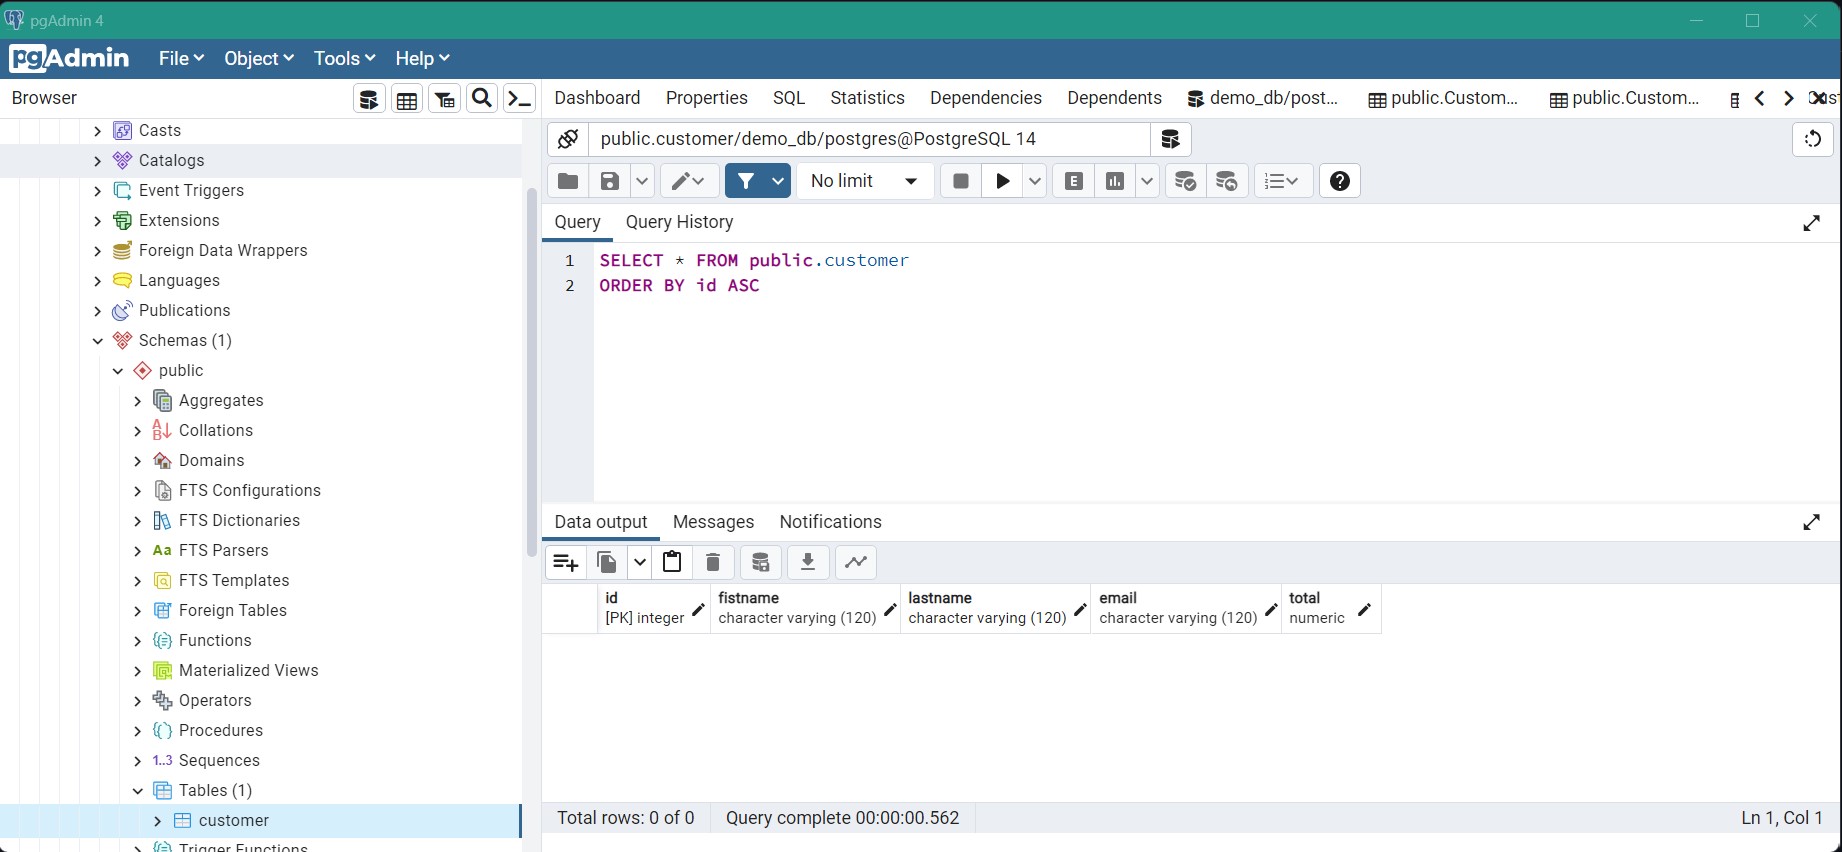 pgAdmin 4
pgAdmin File Object Tools Help
Browser
Dashboard Properties SQL Statistics Dependencies Dependents demo_db/post... public.Custom... public.Custom...
Casts
Catalogs
Event Triggers
Extensions
Foreign Data Wrappers
Languages
Publications
Schemas (1)
public
Aggregates
Collations
Domains
FTS Configurations
FTS Dictionaries
Aa FTS Parsers
FTS Templates
Foreign Tables
Functions
Materialized Views
Operators
Procedures
1..3 Sequences
Tables (1)
customer
Trigger Functions
public.customer/demo_db/postgres@PostgreSQL 14
No limit
E
Query Query History
1 SELECT * FROM public.customer
2 ORDER BY id ASC
Data output Messages Notifications
id fistname lastname email total
[PK] integer character varying (120) character varying (120) character varying (120) numeric
Total rows: 0 of 0 Query complete 00:00:00.562 Ln 1, Col 1